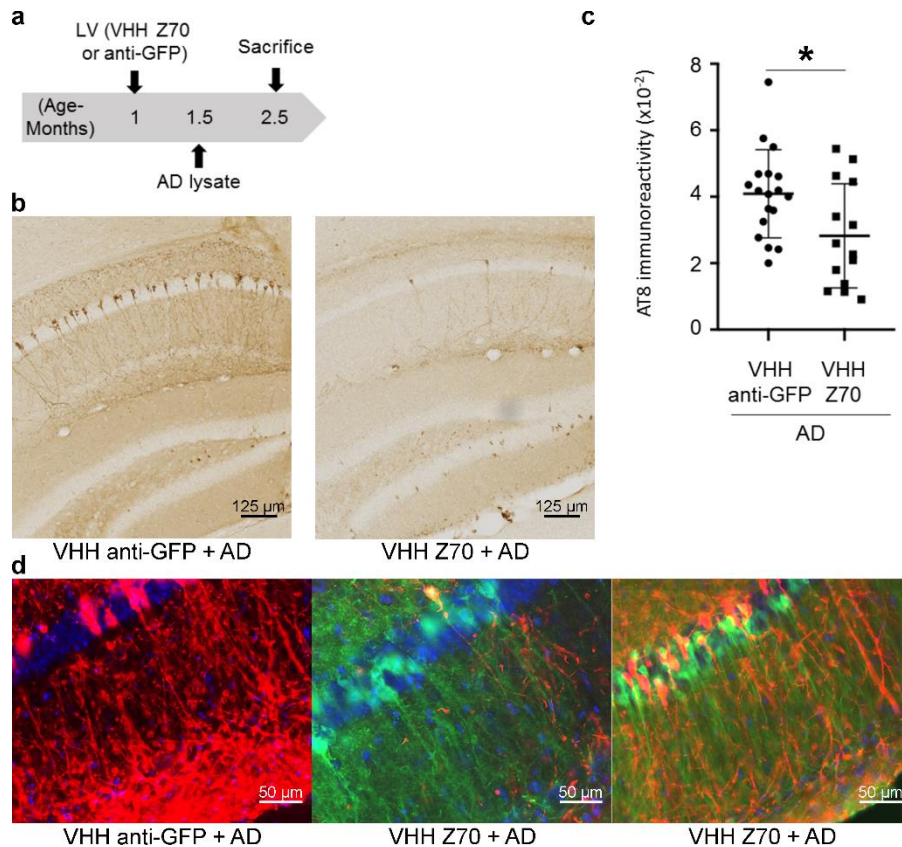 a
LV (VHH Z70
or anti-GFP)
Sacrifice
(Age-
Months)
1
1.5
2.5
AD lysate
b
125 µm
125 µm
VHH anti-GFP + AD
VHH Z70 + AD
c
*
AT8 immunoreactivity (x10-2)
8
6
4
2
0
VHH
anti-GFP
VHH
Z70
AD
d
50 µm
50 µm
50 µm
VHH anti-GFP + AD
VHH Z70 + AD
VHH Z70 + AD